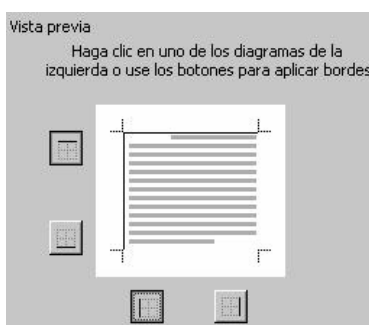 Vista previa
Haga clic en uno de los diagramas de la
izquierda o use los botones para aplicar bordes